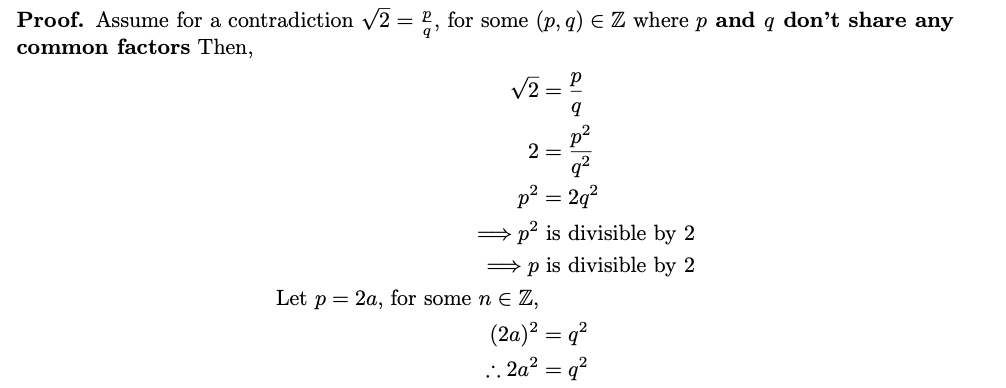 Proof. Assume for a contradiction √2 = p/q, for some (p, q) ∈ ℤ where p and q don't share any
common factors Then,
√2 = p/q
2 = p²/q²
p² = 2q²
⟹ p² is divisible by 2
⟹ p is divisible by 2
Let p = 2a, for some n ∈ ℤ,
(2a)² = q²
∴ 2a² = q²